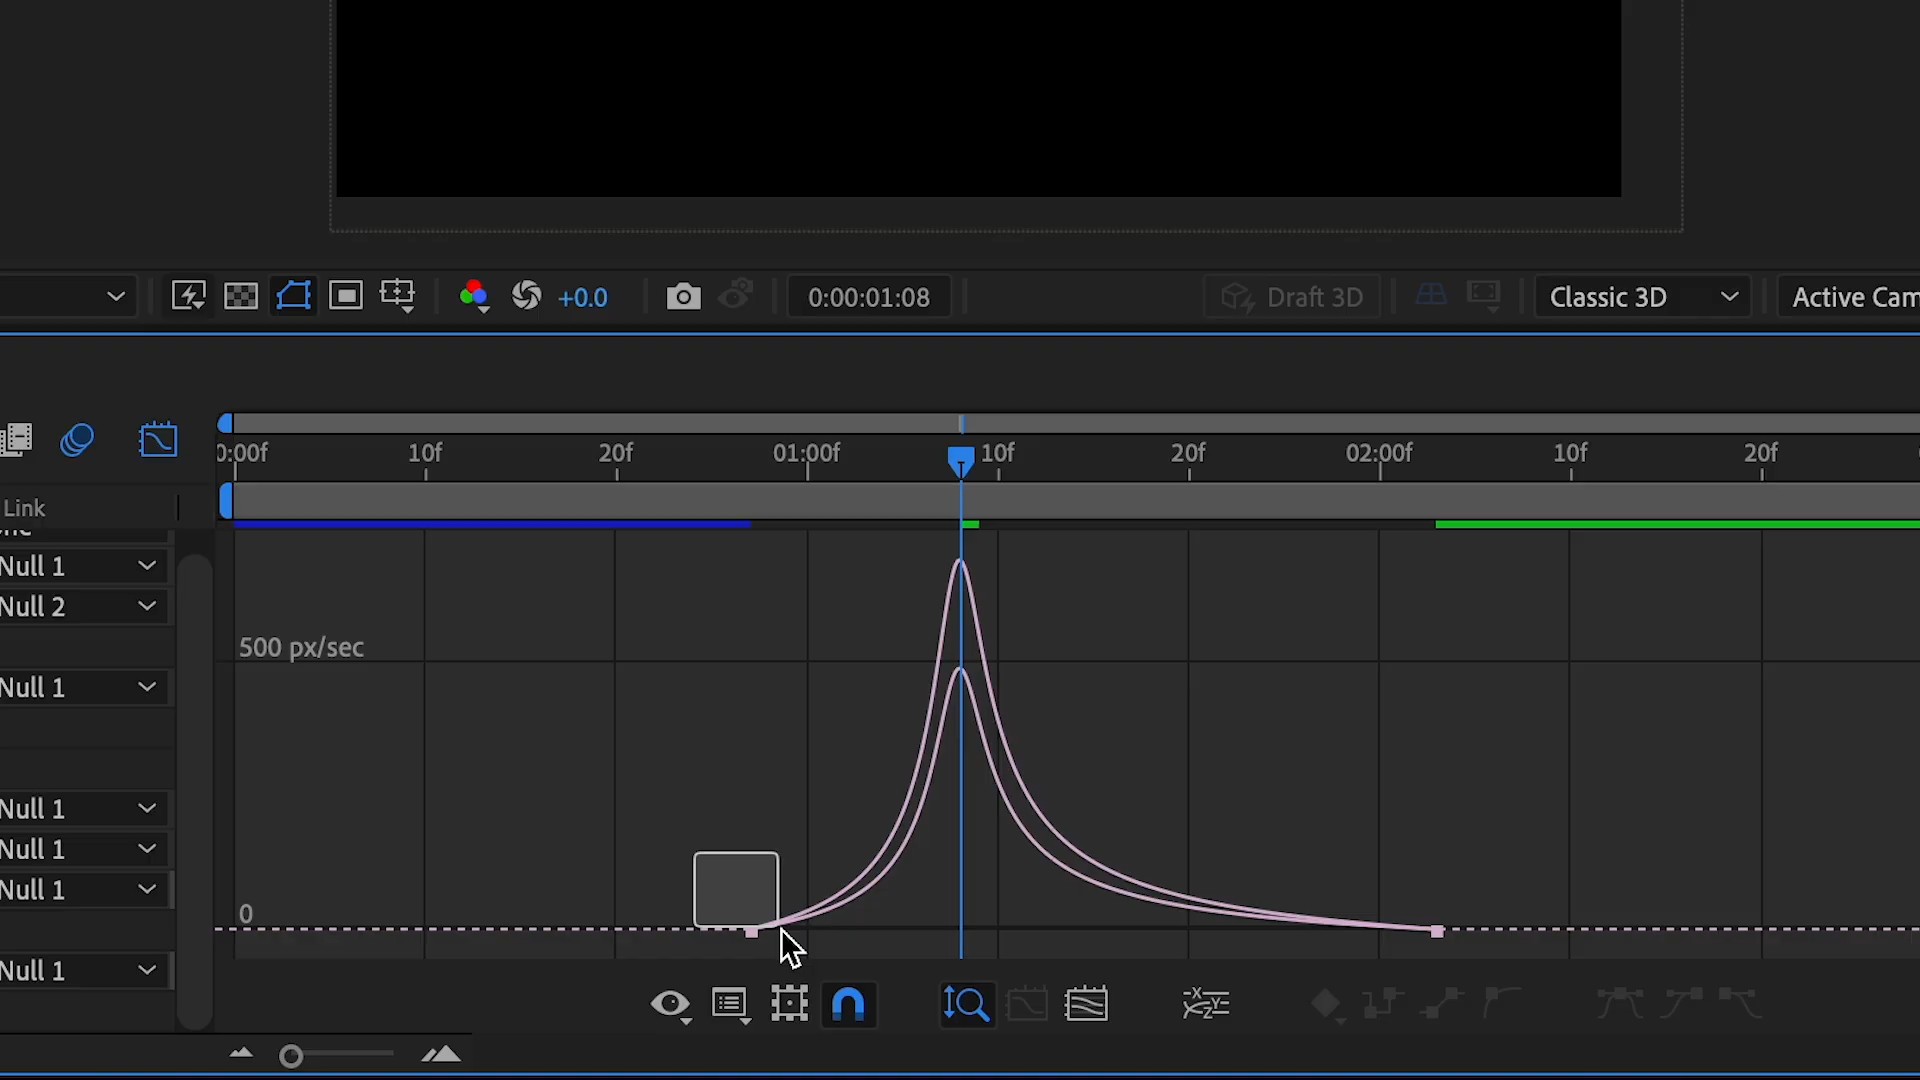 +0.0
0:00:01:08
Draft 3D
Classic 3D
Active Cam
0:00f 10f 20f 01:00f 10f 20f 02:00f 10f 20f
Link
Null 1
Null 2
500 px/sec
Null 1
Null 1
Null 1
Null 1
0
Null 1